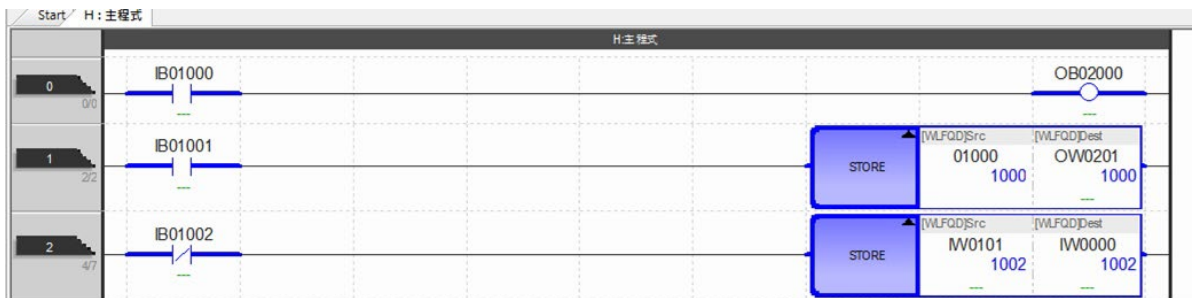 Start H : 主程式
H:主程式
0 IB01000 OB02000
0/0 --- ---
1 IB01001 STORE [WLFQD]Src [WLFQD]Dest
01000 OW0201
1000 1000
2/2 --- ---
2 IB01002 STORE [WLFQD]Src [WLFQD]Dest
IW0101 IW0000
1002 1002
4/7 --- --- ---